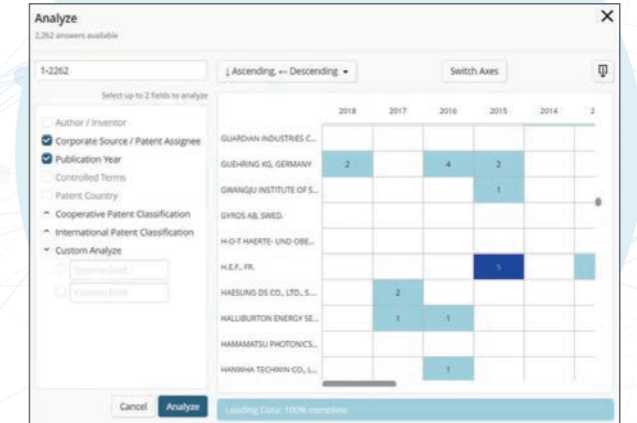 Analyze
2,262 answers available
1-2262
Select up to 2 fields to analyze
Author / Inventor
Corporate Source / Patent Assignee
Publication Year
Controlled Terms
Patent Country
Cooperative Patent Classification
International Patent Classification
Custom Analyze
Cancel Analyze
↓ Ascending, ← Descending
Switch Axes
2018 2017 2016 2015 2014 2
GUARDIAN INDUSTRIES C...
GUEHRING KG, GERMANY 2 4 2
GWANGJU INSTITUTE OF S... 1
GYROS AB, SWED.
H-O-T HAERTE- UND OBE...
H.E.F., FR. 5
HAESUNG DS CO., LTD., S... 2
HALLIBURTON ENERGY SE... 1 1
HAMAMATSU PHOTONICS...
HANWHA TECHWIN CO., L... 1
Loading Data: 100% complete